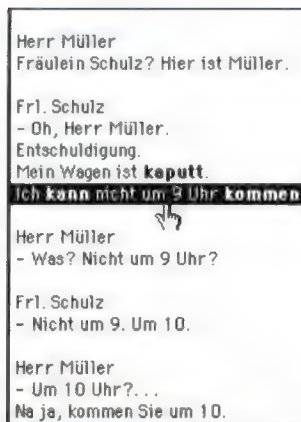 Herr Müller
Fräulein Schulz? Hier ist Müller.
Frl. Schulz
- Oh, Herr Müller.
Entschuldigung.
Mein Wagen ist kaputt.
Ich kann nicht um 9 Uhr kommen
Herr Müller
- Was? Nicht um 9 Uhr?
Frl. Schulz
- Nicht um 9. Um 10.
Herr Müller
- Um 10 Uhr?...
Na ja, kommen Sie um 10.